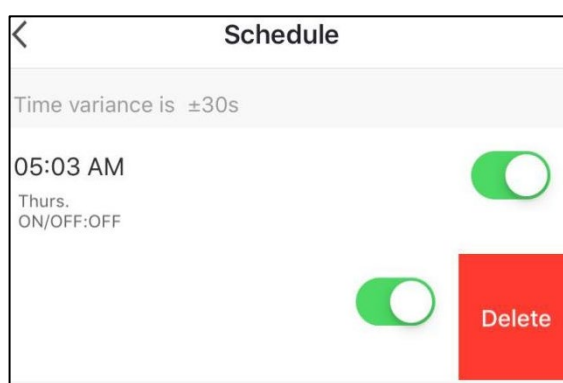 Schedule
Time variance is ±30s
05:03 AM
Thurs.
ON/OFF:OFF
Delete